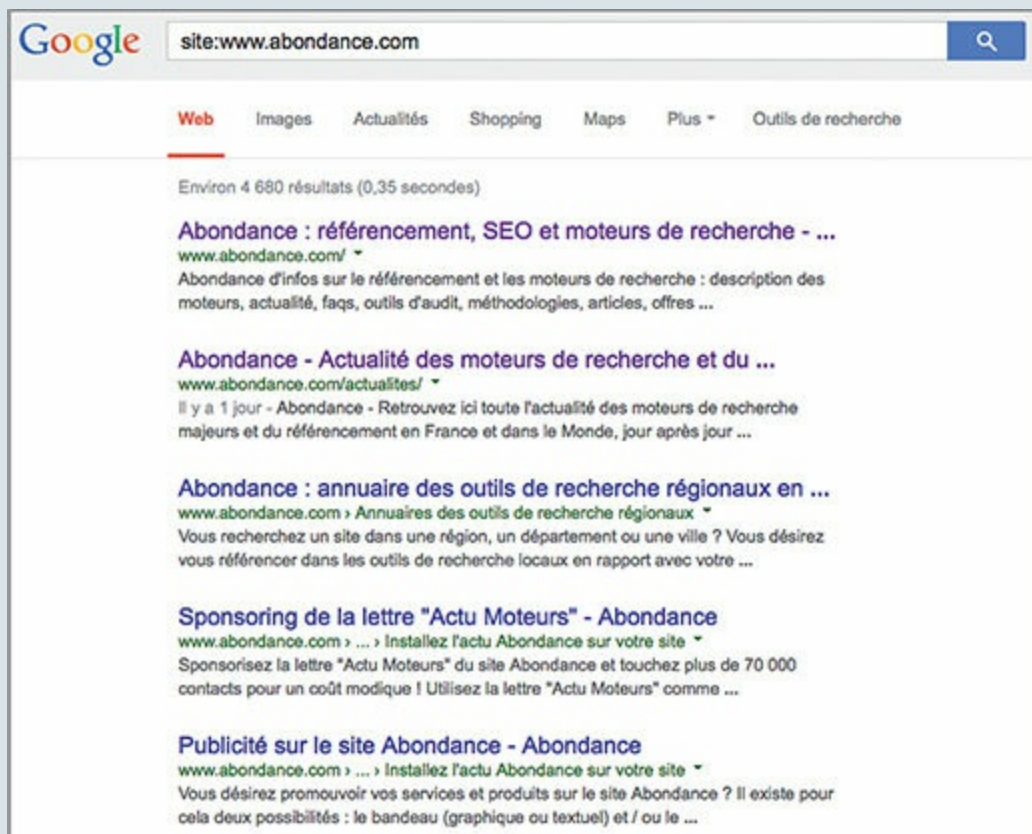 Google
site:www.abondance.com
Web Images Actualités Shopping Maps Plus Outils de recherche
Environ 4 680 résultats (0,35 secondes)
Abondance : référencement, SEO et moteurs de recherche - ...
www.abondance.com/
Abondance d'infos sur le référencement et les moteurs de recherche : description des
moteurs, actualité, faqs, outils d'audit, méthodologies, articles, offres ...
Abondance - Actualité des moteurs de recherche et du ...
www.abondance.com/actualites/
Il y a 1 jour - Abondance - Retrouvez ici toute l'actualité des moteurs de recherche
majeurs et du référencement en France et dans le Monde, jour après jour ...
Abondance : annuaire des outils de recherche régionaux en ...
www.abondance.com › Annuaires des outils de recherche régionaux
Vous recherchez un site dans une région, un département ou une ville ? Vous désirez
vous référencer dans les outils de recherche locaux en rapport avec votre ...
Sponsoring de la lettre "Actu Moteurs" - Abondance
www.abondance.com › ... › Installez l'actu Abondance sur votre site
Sponsorisez la lettre "Actu Moteurs" du site Abondance et touchez plus de 70 000
contacts pour un coût modique ! Utilisez la lettre "Actu Moteurs" comme ...
Publicité sur le site Abondance - Abondance
www.abondance.com › ... › Installez l'actu Abondance sur votre site
Vous désirez promouvoir vos services et produits sur le site Abondance ? Il existe pour
cela deux possibilités : le bandeau (graphique ou textuel) et / ou le ...